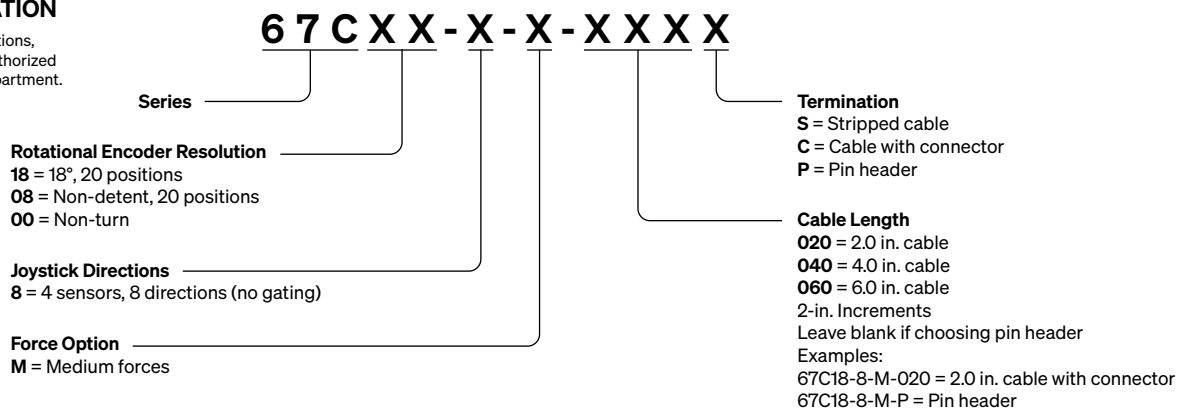 ATION
tions,
thorized
partment.
67CXX-X-X-XXXX
Series
Rotational Encoder Resolution
18 = 18°, 20 positions
08 = Non-detent, 20 positions
00 = Non-turn
Joystick Directions
8 = 4 sensors, 8 directions (no gating)
Force Option
M = Medium forces
Termination
S = Stripped cable
C = Cable with connector
P = Pin header
Cable Length
020 = 2.0 in. cable
040 = 4.0 in. cable
060 = 6.0 in. cable
2-in. Increments
Leave blank if choosing pin header
Examples:
67C18-8-M-020 = 2.0 in. cable with connector
67C18-8-M-P = Pin header